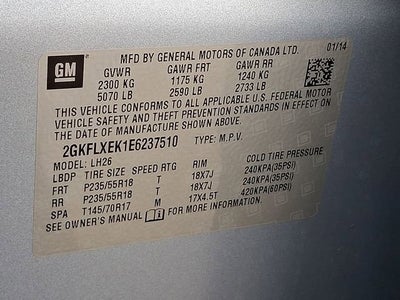 GM
MFD BY GENERAL MOTORS OF CANADA LTD. 01/14
GVWR GAWR FRT GAWR RR
2300 KG 1175 KG 1240 KG
5070 LB 2590 LB 2733 LB
THIS VEHICLE CONFORMS TO ALL APPLICABLE U.S. FEDERAL
VEHICLE SAFETY AND THEFT PREVENTION STANDARDS IN EFFECT ON
THE DATE OF MANUFACTURE SHOWN ABOVE.
2GKFLXEK1E6237510 TYPE: M.P.V.
MODEL: LH26
LBDP TIRE SIZE SPEED RTG RIM COLD TIRE PRESSURE
FRT P235/55R18 T 18X7J 240KPA(35PSI)
RR P235/55R18 T 18X7J 240KPA(35PSI)
SPA T145/70R17 M 17X4.5T 420KPA(60PSI)
SEE OWNER'S MANUAL FOR MORE INFORMATION.